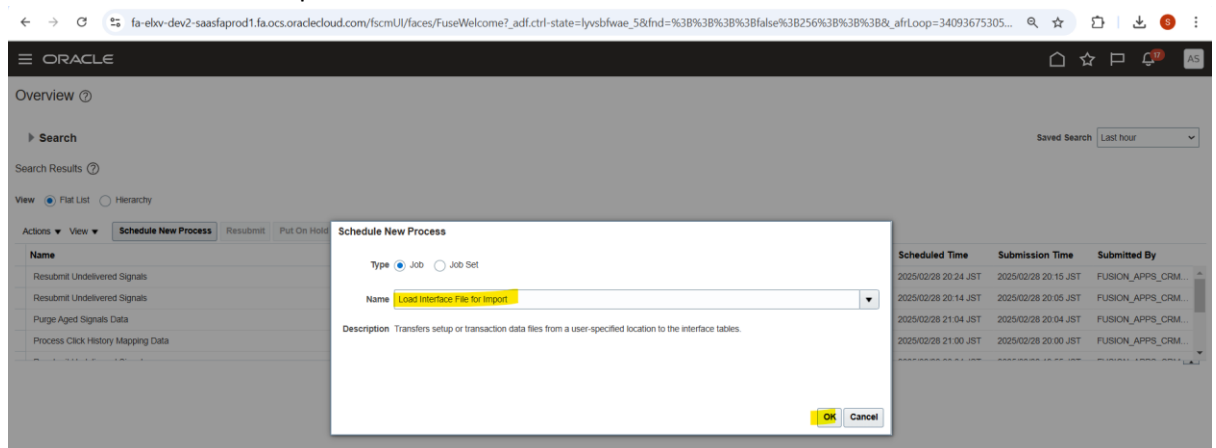 fa-elxv-dev2-saasfaprod1.fa.ocs.oraclecloud.com/fscmUI/faces/FuseWelcome?_adf.ctrl-state=lyvsbfwae_5&fnd=%3B%3B%3B%3Bfalse%3B256%3B%3B%3B&_afrLoop=34093675305... S
ORACLE 17 AS
Overview
Search Saved Search Last hour
Search Results
View Flat List Hierarchy
Actions View Schedule New Process Resubmit Put On Hold
Schedule New Process
Type Job Job Set
Name Load Interface File for Import
Description Transfers setup or transaction data files from a user-specified location to the interface tables.
OK Cancel
Name Scheduled Time Submission Time Submitted By
Resubmit Undelivered Signals 2025/02/28 20:24 JST 2025/02/28 20:15 JST FUSION_APPS_CRM...
Resubmit Undelivered Signals 2025/02/28 20:14 JST 2025/02/28 20:05 JST FUSION_APPS_CRM...
Purge Aged Signals Data 2025/02/28 21:04 JST 2025/02/28 20:04 JST FUSION_APPS_CRM...
Process Click History Mapping Data 2025/02/28 21:00 JST 2025/02/28 20:00 JST FUSION_APPS_CRM...